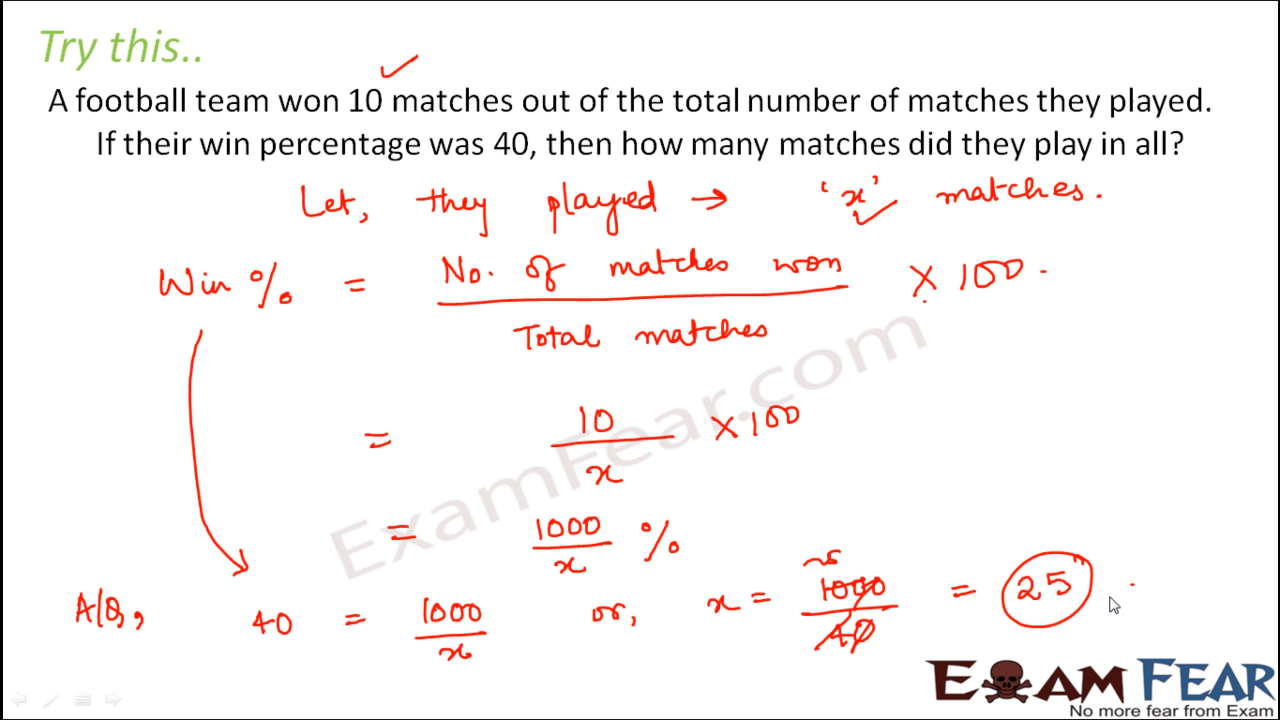 Try this..
A football team won 10 matches out of the total number of matches they played.
If their win percentage was 40, then how many matches did they play in all?
Let, they played → 'x' matches.
Win % = No. of matches won / Total matches × 100.
= 10 / x × 100
= 1000 / x %
A/Q, 40 = 1000 / x or, x = 1000 / 40 = 25
25
ExamFear.com
EXAM FEAR
No more fear from Exam